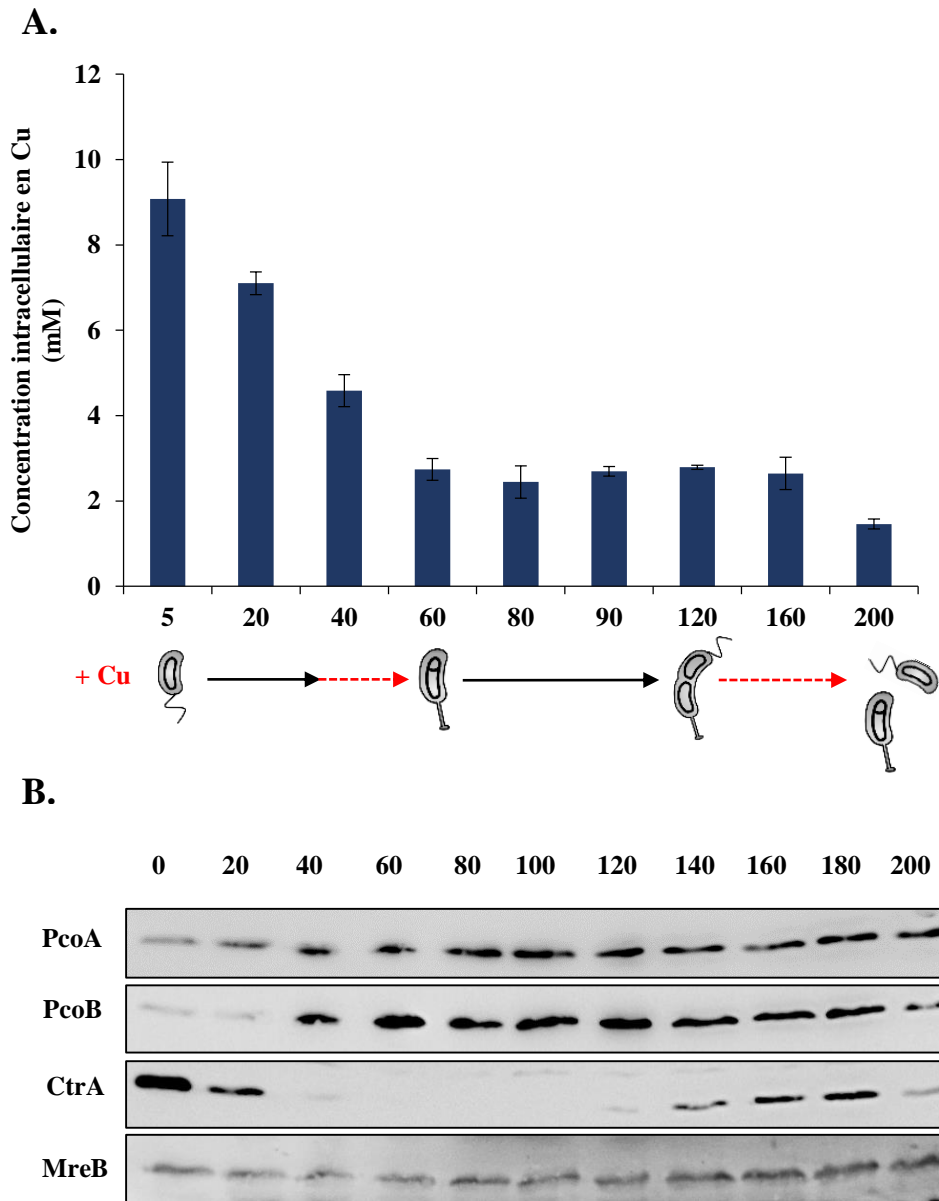 A.
Concentration intracellulaire en Cu
(mM)
12
10
8
6
4
2
0
5 20 40 60 80 90 120 160 200
+ Cu
B.
0 20 40 60 80 100 120 140 160 180 200
PcoA
PcoB
CtrA
MreB